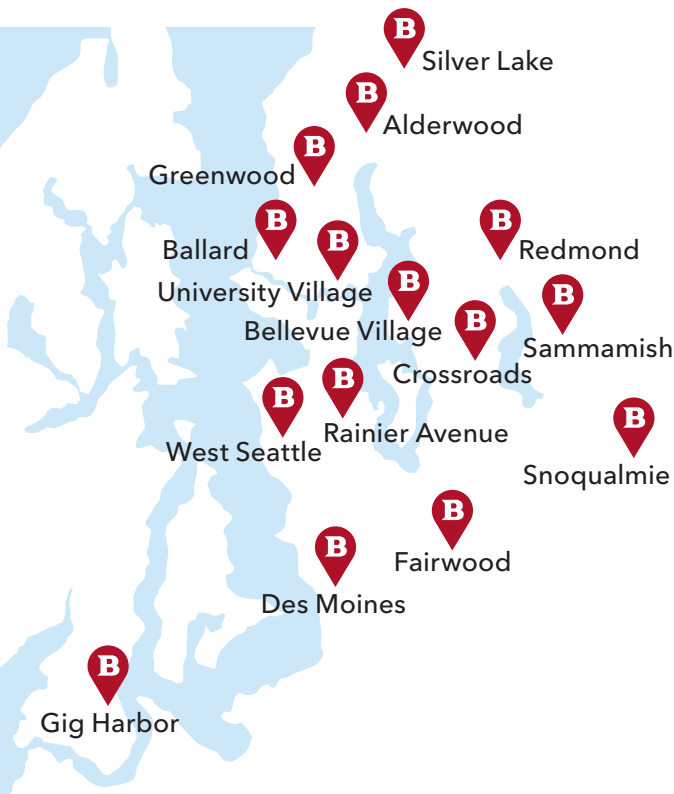 B
Silver Lake
B
Alderwood
B
Greenwood
B
Ballard
B
University Village
B
Redmond
B
Bellevue Village
B
Sammamish
B
Crossroads
B
Rainier Avenue
B
West Seattle
B
Snoqualmie
B
Fairwood
B
Des Moines
B
Gig Harbor